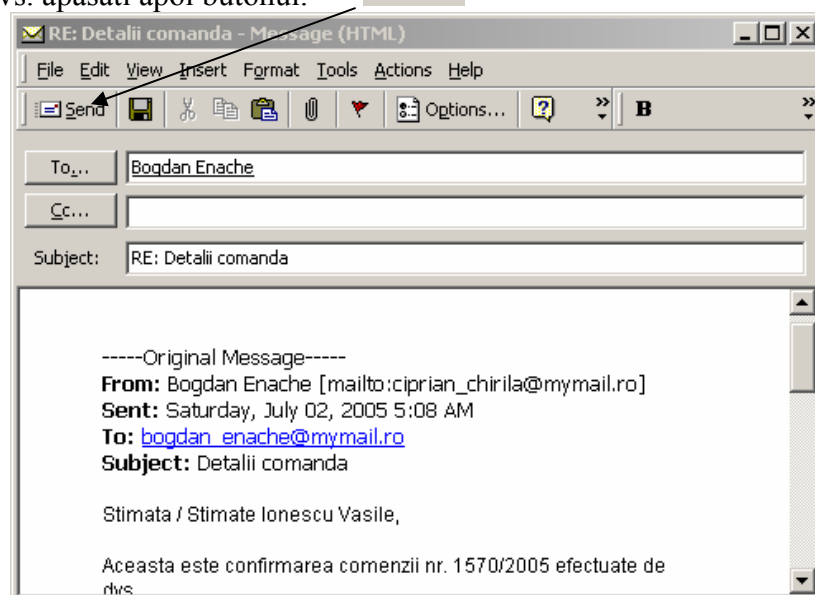 apasati apoi butonul:
RE: Detalii comanda - Message (HTML)
File Edit View Insert Format Tools Actions Help
Send Options... B
To... Bogdan Enache
Cc...
Subject: RE: Detalii comanda
-----Original Message-----
From: Bogdan Enache [mailto:ciprian_chirila@mymail.ro]
Sent: Saturday, July 02, 2005 5:08 AM
To: bogdan_enache@mymail.ro
Subject: Detalii comanda
Stimata / Stimate Ionescu Vasile,
Aceasta este confirmarea comenzii nr. 1570/2005 efectuate de
dvs